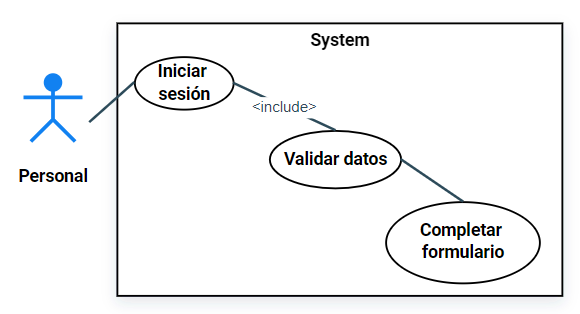 System
Iniciar
sesión
<include>
Validar datos
Personal
Completar
formulario